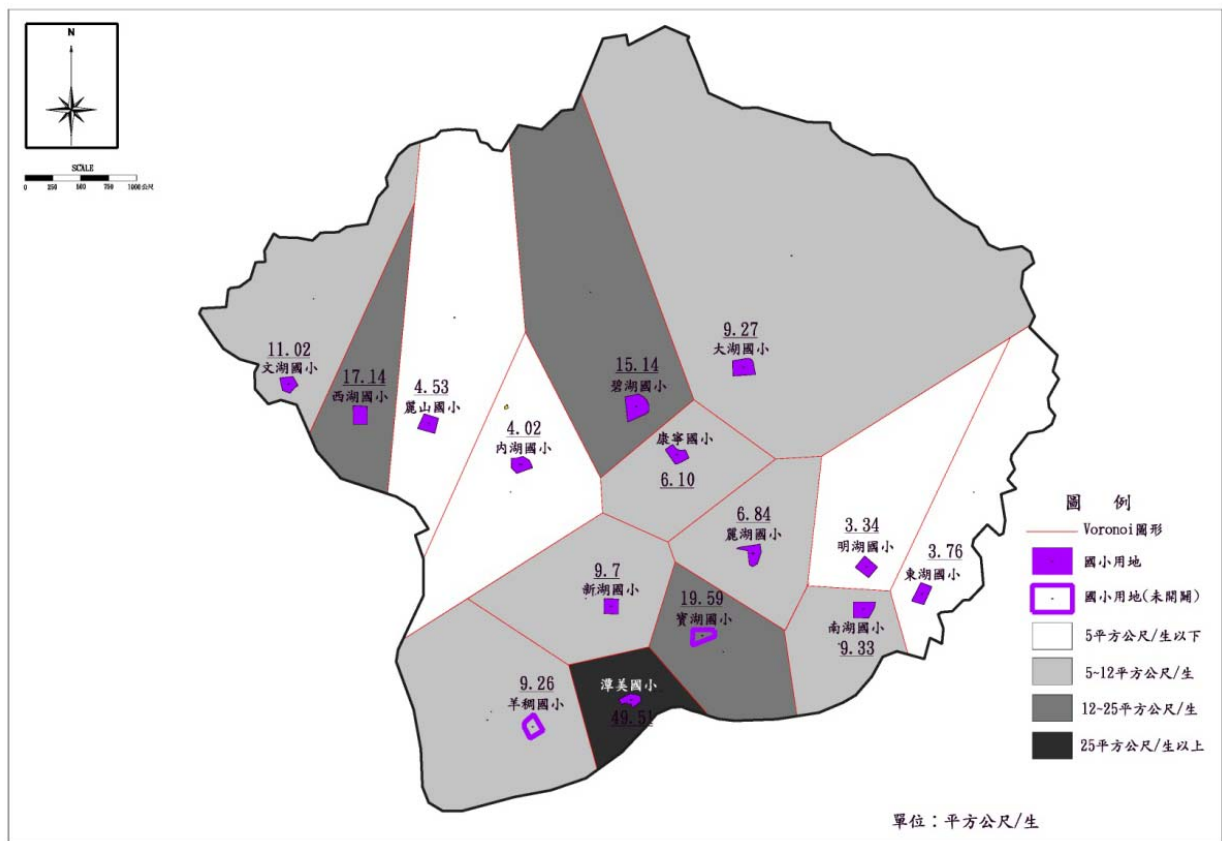 N
SCALE
0 250 500 750 1000公尺
11.02
文湖國小
17.14
西湖國小
4.53
麗山國小
4.02
內湖國小
15.14
碧湖國小
9.27
大湖國小
康寧國小
6.10
6.84
麗湖國小
3.34
明湖國小
3.76
東湖國小
9.7
新湖國小
19.59
寶湖國小
南湖國小
9.33
9.26
羊稠國小
潭美國小
49.51
圖 例
Voronoi圖形
國小用地
國小用地(未開闢)
5平方公尺/生以下
5~12平方公尺/生
12~25平方公尺/生
25平方公尺/生以上
單位：平方公尺/生